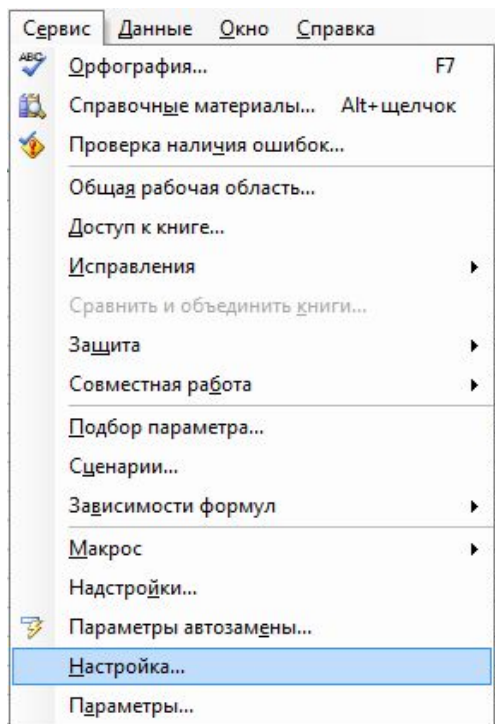 Сервис Данные Окно Справка
ABC Орфография... F7
Справочные материалы... Alt+щелчок
Проверка наличия ошибок...
Общая рабочая область...
Доступ к книге...
Исправления
Сравнить и объединить книги...
Защита
Совместная работа
Подбор параметра...
Сценарии...
Зависимости формул
Макрос
Надстройки...
Параметры автозамены...
Настройка...
Параметры...